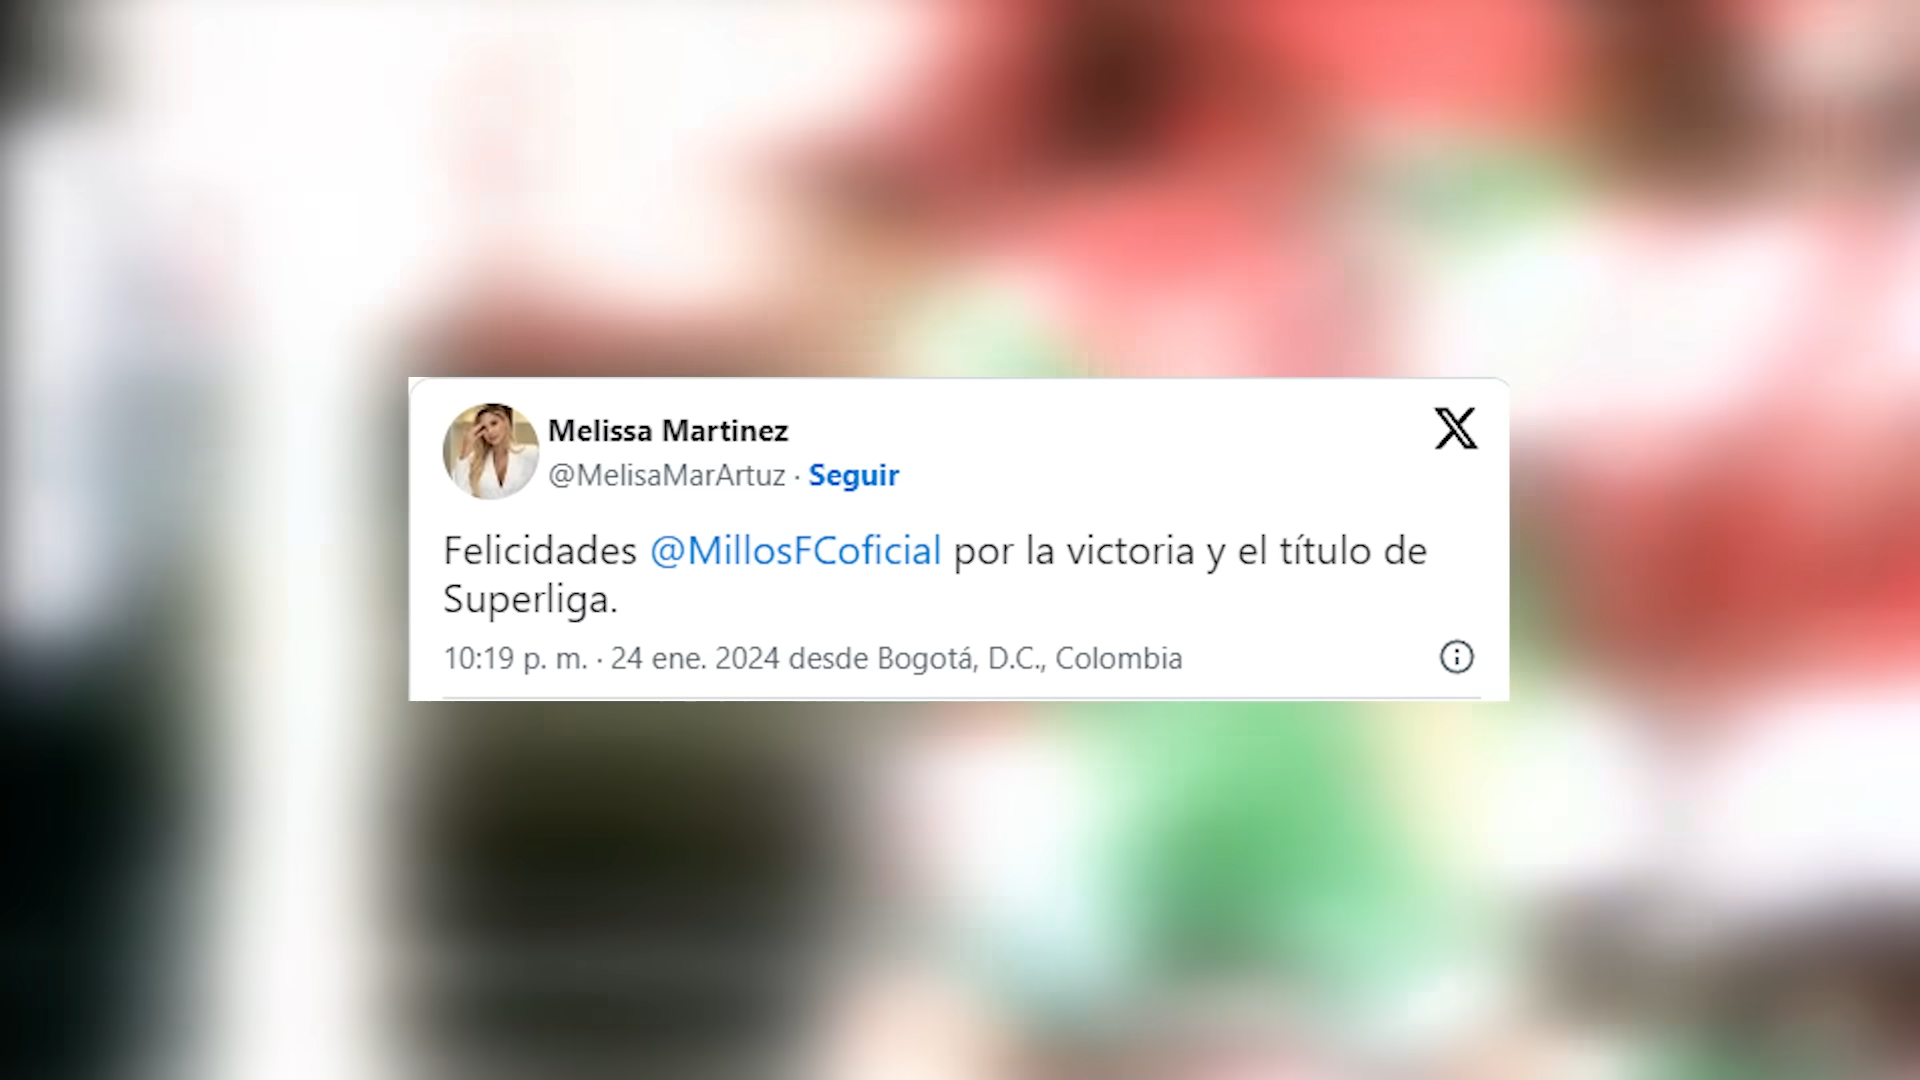 Melissa Martinez
@MelisaMarArtuz · Seguir
Felicidades @MillosFCoficial por la victoria y el título de
Superliga.
10:19 p. m. · 24 ene. 2024 desde Bogotá, D.C., Colombia